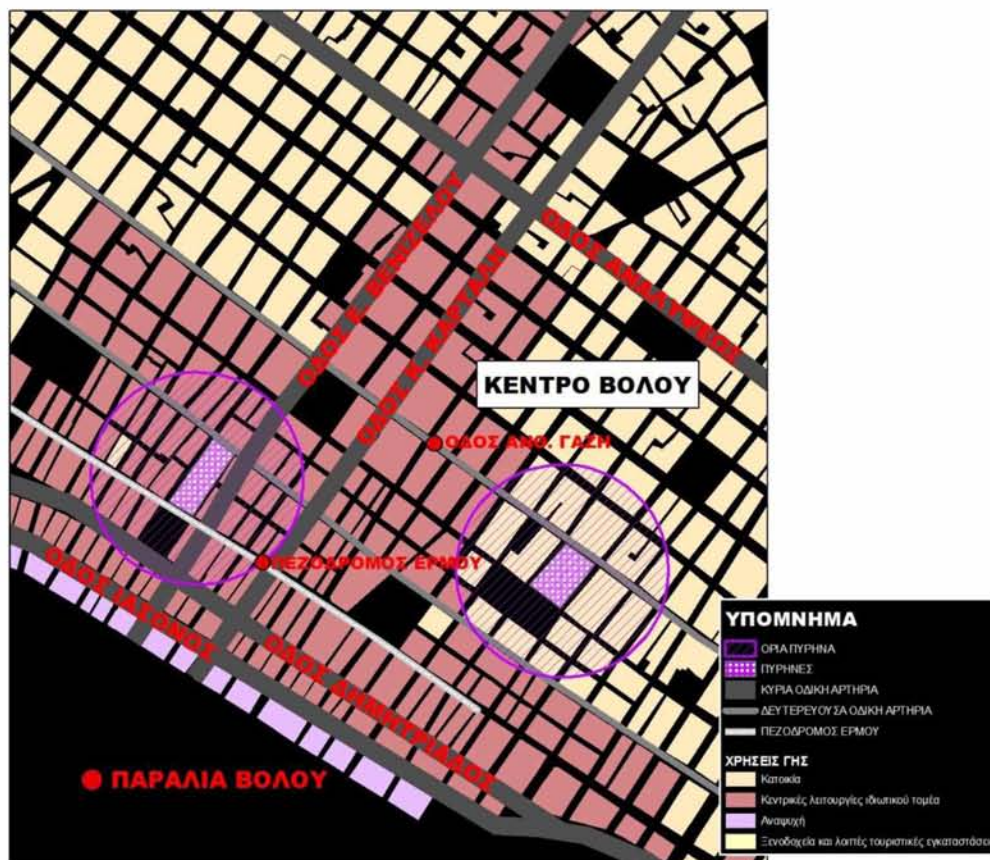 ΟΔΟΣ Ε. ΒΕΝΙΖΕΛΟΥ
ΟΔΟΣ Κ. ΚΑΡΤΑΛΗ
ΟΔΟΣ ΑΝΑΛΥΨΕΩΣ
ΚΕΝΤΡΟ ΒΟΛΟΥ
ΟΔΟΣ ΑΝΘ. ΓΑΖΗ
ΠΕΖΟΔΡΟΜΟΣ ΕΡΜΟΥ
ΟΔΟΣ ΙΑΣΟΝΟΣ
ΟΔΟΣ ΔΗΜΗΤΡΙΑΔΟΣ
ΠΑΡΑΛΙΑ ΒΟΛΟΥ
ΥΠΟΜΝΗΜΑ
ΟΡΙΑ ΠΥΡΗΝΑ
ΠΥΡΗΝΕΣ
ΚΥΡΙΑ ΟΔΙΚΗ ΑΡΤΗΡΙΑ
ΔΕΥΤΕΡΕΥΟΥΣΑ ΟΔΙΚΗ ΑΡΤΗΡΙΑ
ΠΕΖΟΔΡΟΜΟΣ ΕΡΜΟΥ
ΧΡΗΣΕΙΣ ΓΗΣ
Κατοικία
Κεντρικές λειτουργίες ιδιωτικού τομέα
Αναψυχή
Ξενοδοχεία και λοιπές τουριστικές εγκαταστάσεις